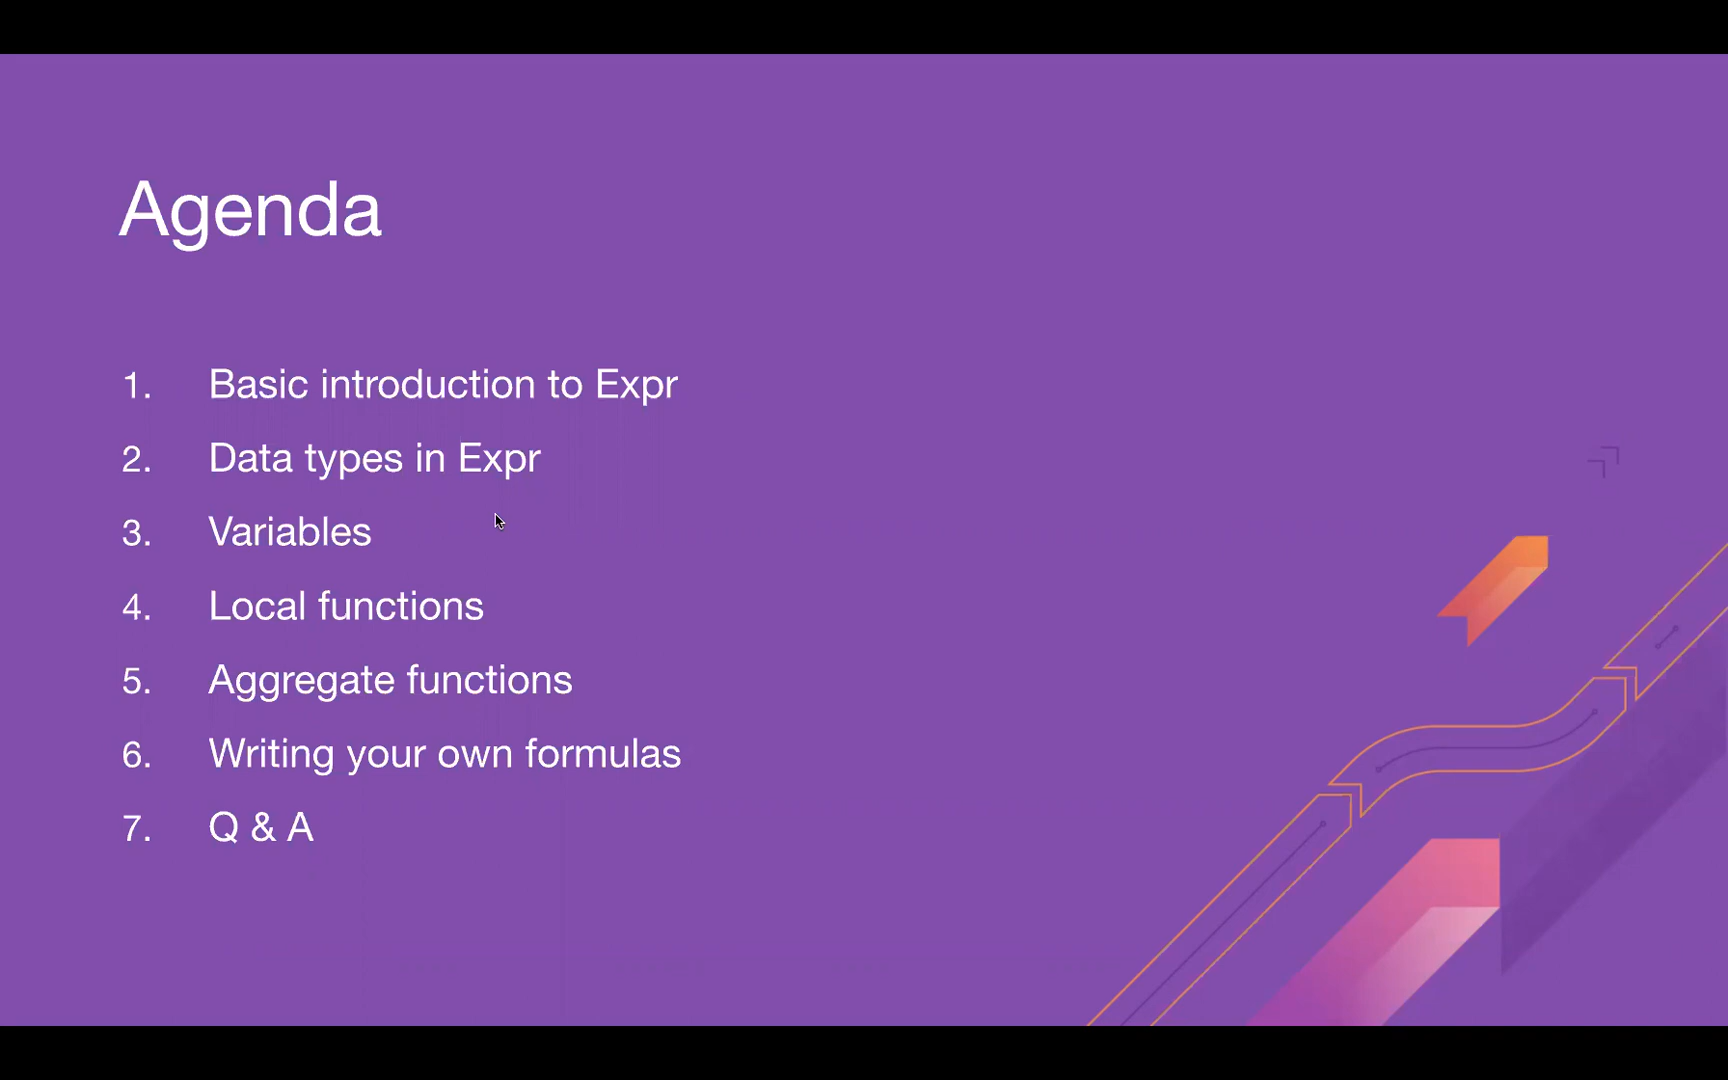 Agenda
1. Basic introduction to Expr
2. Data types in Expr
3. Variables
4. Local functions
5. Aggregate functions
6. Writing your own formulas
7. Q & A